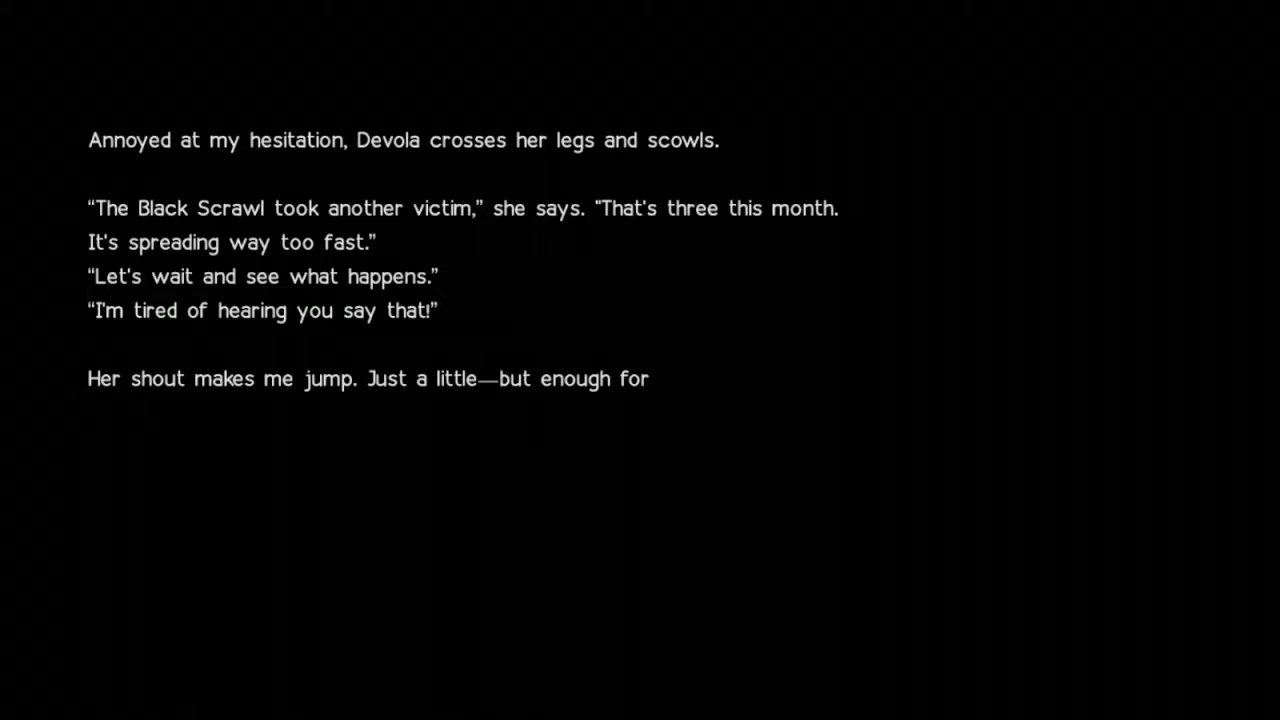 Annoyed at my hesitation, Devola crosses her legs and scowls.
“The Black Scrawl took another victim,” she says. “That's three this month.
It's spreading way too fast.”
“Let's wait and see what happens.”
“I'm tired of hearing you say that!”
Her shout makes me jump. Just a little—but enough for